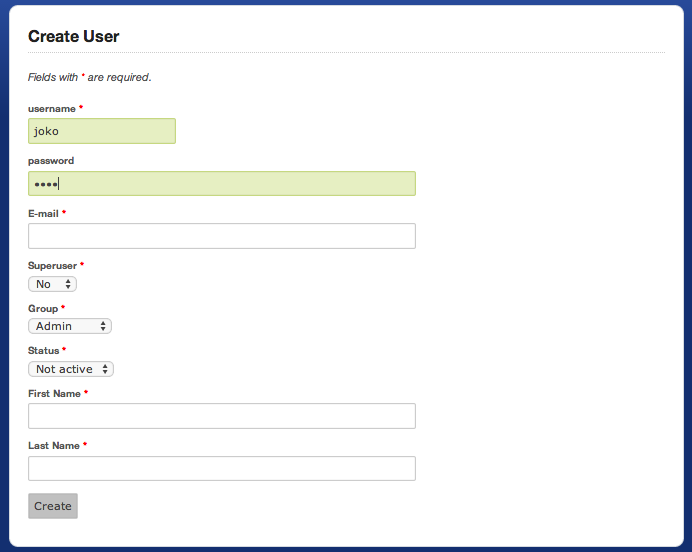 Create User
Fields with * are required.
username *
joko
password
••••
E-mail *
Superuser *
No
Group *
Admin
Status *
Not active
First Name *
Last Name *
Create